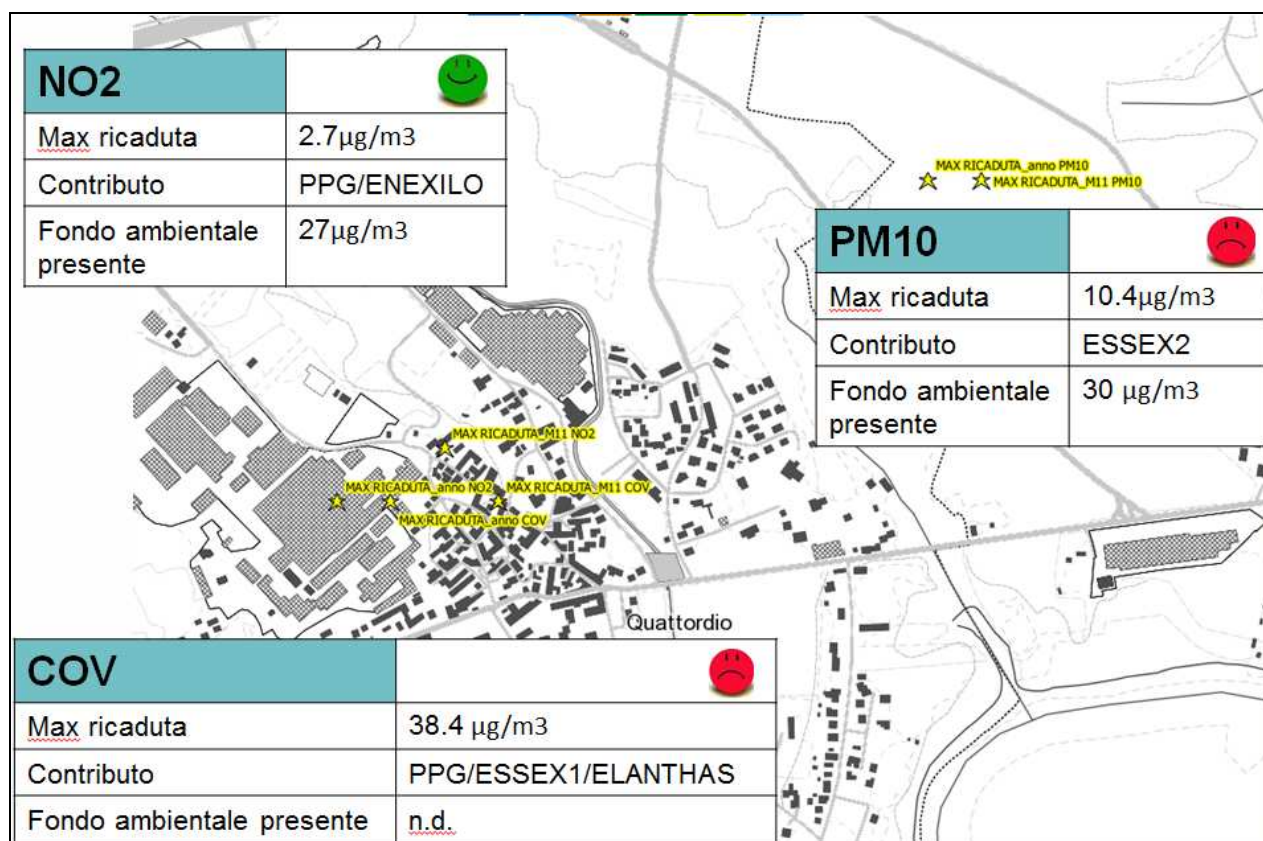 NO2
Max ricaduta 2.7µg/m3
Contributo PPG/ENEXILO
Fondo ambientale presente 27µg/m3
MAX RICADUTA_anno PM10
MAX RICADUTA_M11 PM10
PM10
Max ricaduta 10.4µg/m3
Contributo ESSEX2
Fondo ambientale presente 30 µg/m3
MAX RICADUTA_M11 NO2
MAX RICADUTA_anno NO2
MAX RICADUTA_M11 COV
MAX RICADUTA_anno COV
Quattordio
COV
Max ricaduta 38.4 µg/m3
Contributo PPG/ESSEX1/ELANTHAS
Fondo ambientale presente n.d.